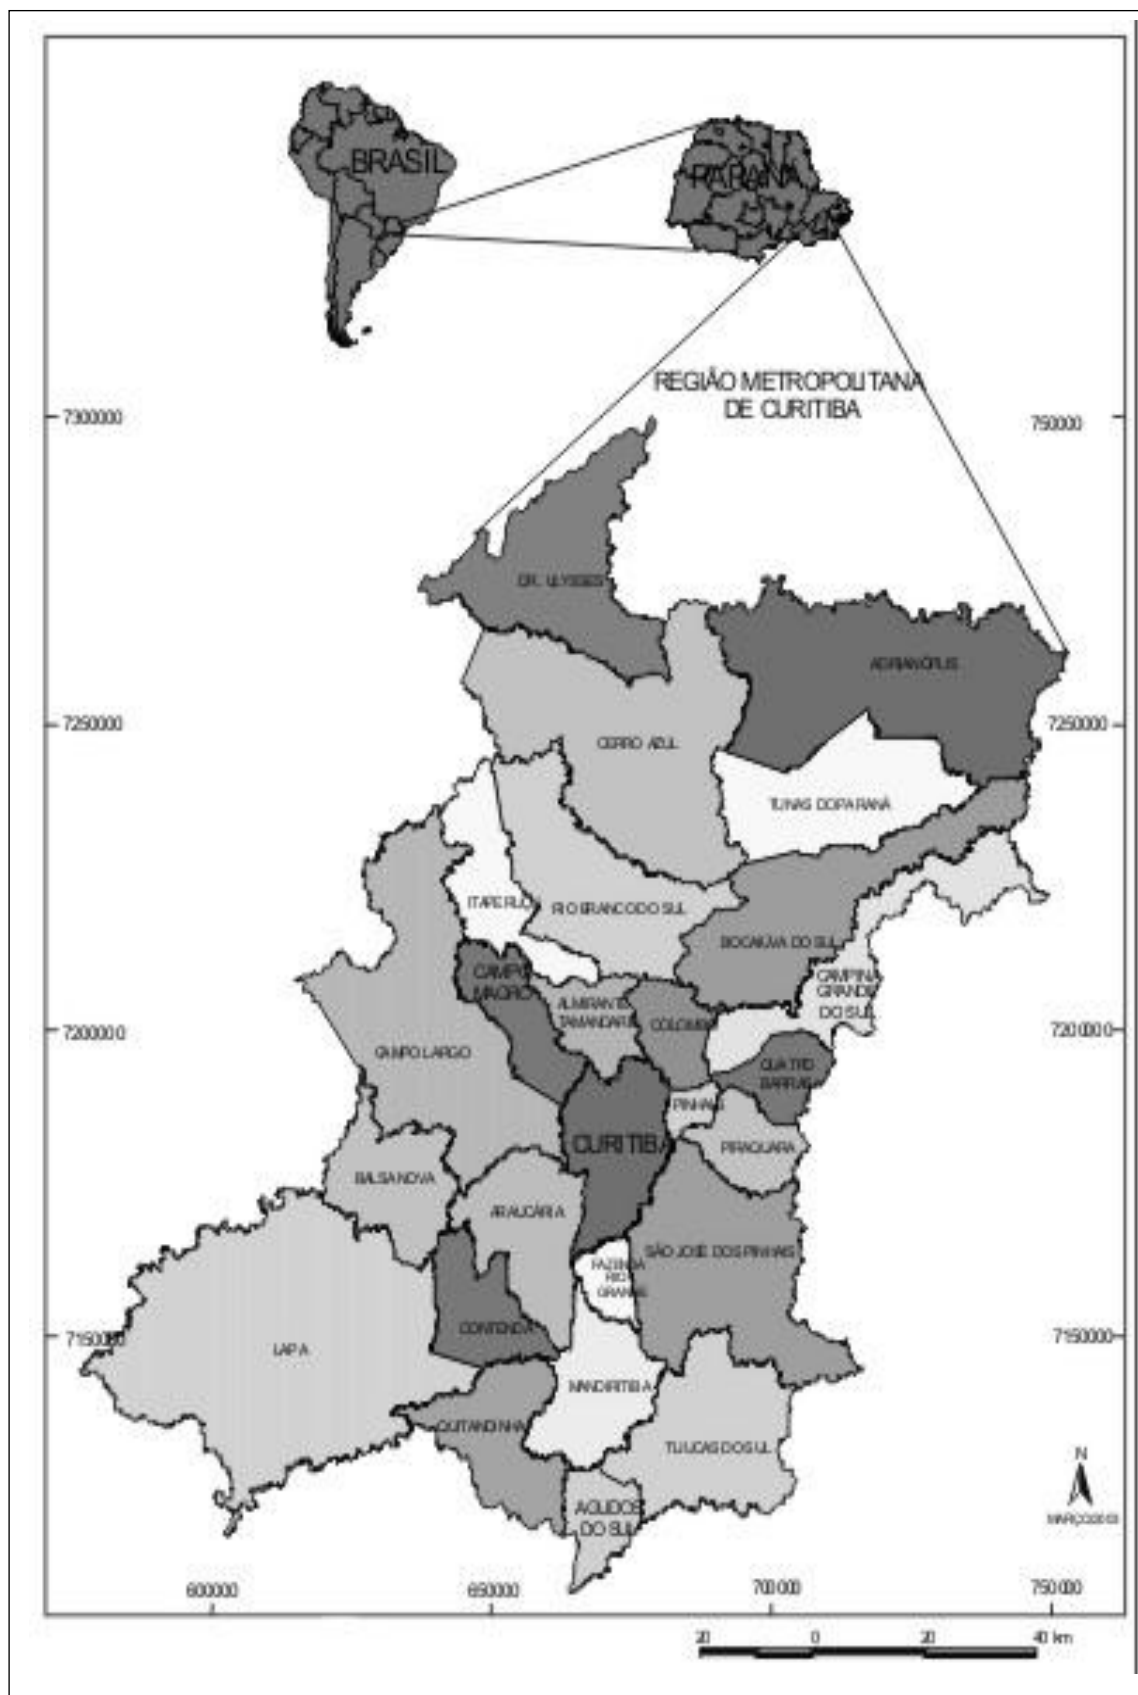 BRASIL
PARANÁ
REGIÃO METROPOLITANA
DE CURITIBA
7300000
750000
DR. ULYSSES
ADRIANÓPLIS
7250000
7250000
CERRO AZUL
TUNAS DO PARANÁ
ITAPERUÇU
RIO BRANCO DO SUL
BOCAIÚVA DO SUL
CAMPO
MAGRO
CAMPINA
GRANDE
DO SUL
ALMIRANTE
TAMANDARÉ
COLOMBO
7200000
7200000
CAMPO LARGO
QUATRO
BARRAS
PINHAIS
CURITIBA
PIRAQUARA
BALSA NOVA
ARAUCÁRIA
SÃO JOSÉ DOS PINHAIS
FAZENDA
RIO
GRANDE
CONTENDA
7150000
7150000
LAPA
MANDIRITIBA
QUITANDINHA
TIJUCAS DO SUL
N
AGUDOS
DO SUL
600000
650000
700000
750000
20
0
20
40 km